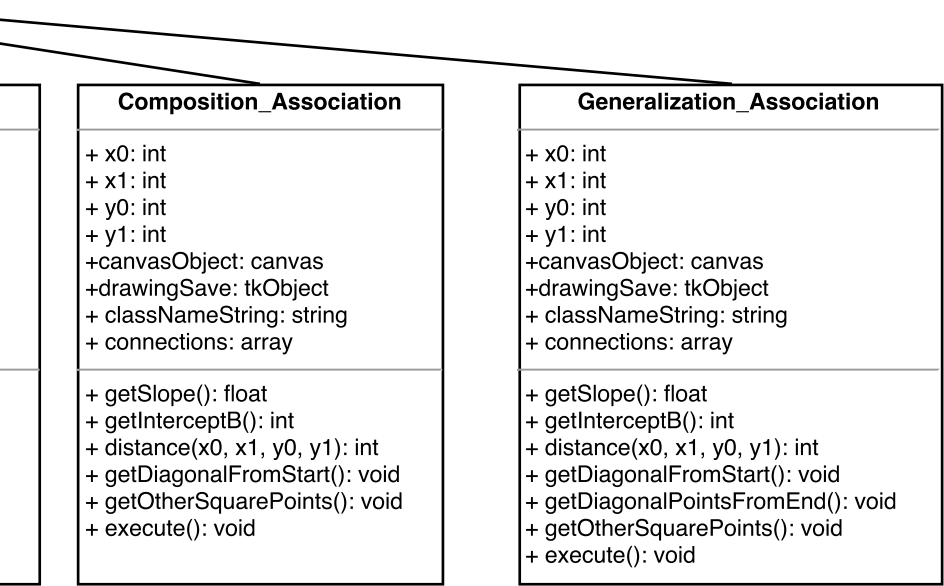 Composition_Association
+ x0: int
+ x1: int
+ y0: int
+ y1: int
+canvasObject: canvas
+drawingSave: tkObject
+ classNameString: string
+ connections: array
+ getSlope(): float
+ getInterceptB(): int
+ distance(x0, x1, y0, y1): int
+ getDiagonalFromStart(): void
+ getOtherSquarePoints(): void
+ execute(): void
Generalization_Association
+ x0: int
+ x1: int
+ y0: int
+ y1: int
+canvasObject: canvas
+drawingSave: tkObject
+ classNameString: string
+ connections: array
+ getSlope(): float
+ getInterceptB(): int
+ distance(x0, x1, y0, y1): int
+ getDiagonalFromStart(): void
+ getDiagonalPointsFromEnd(): void
+ getOtherSquarePoints(): void
+ execute(): void